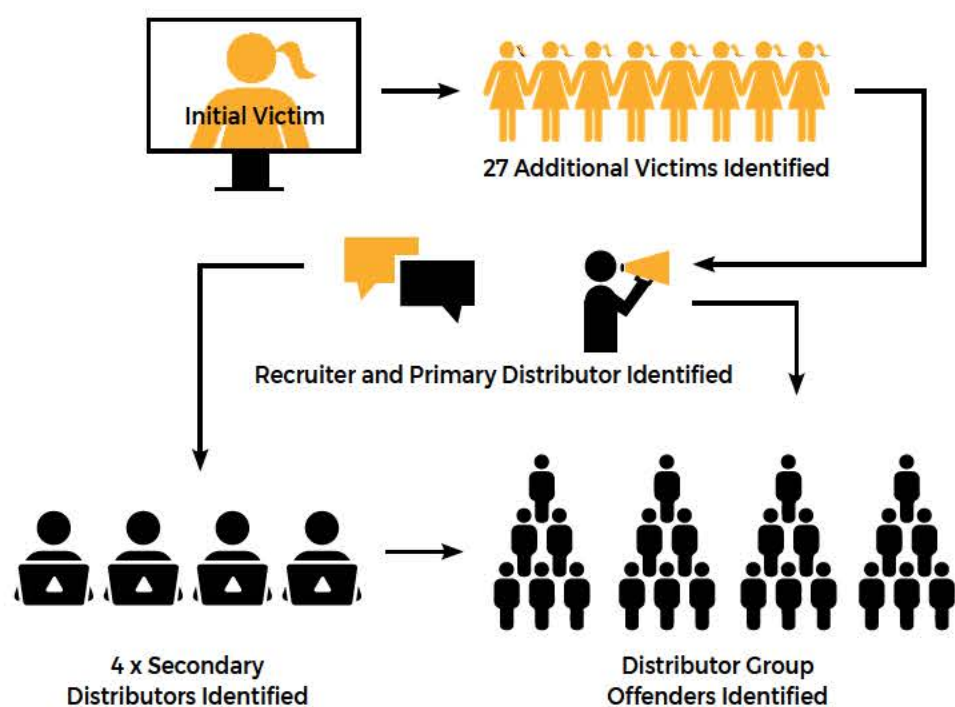 Initial Victim
27 Additional Victims Identified
Recruiter and Primary Distributor Identified
4 x Secondary
Distributors Identified
Distributor Group
Offenders Identified